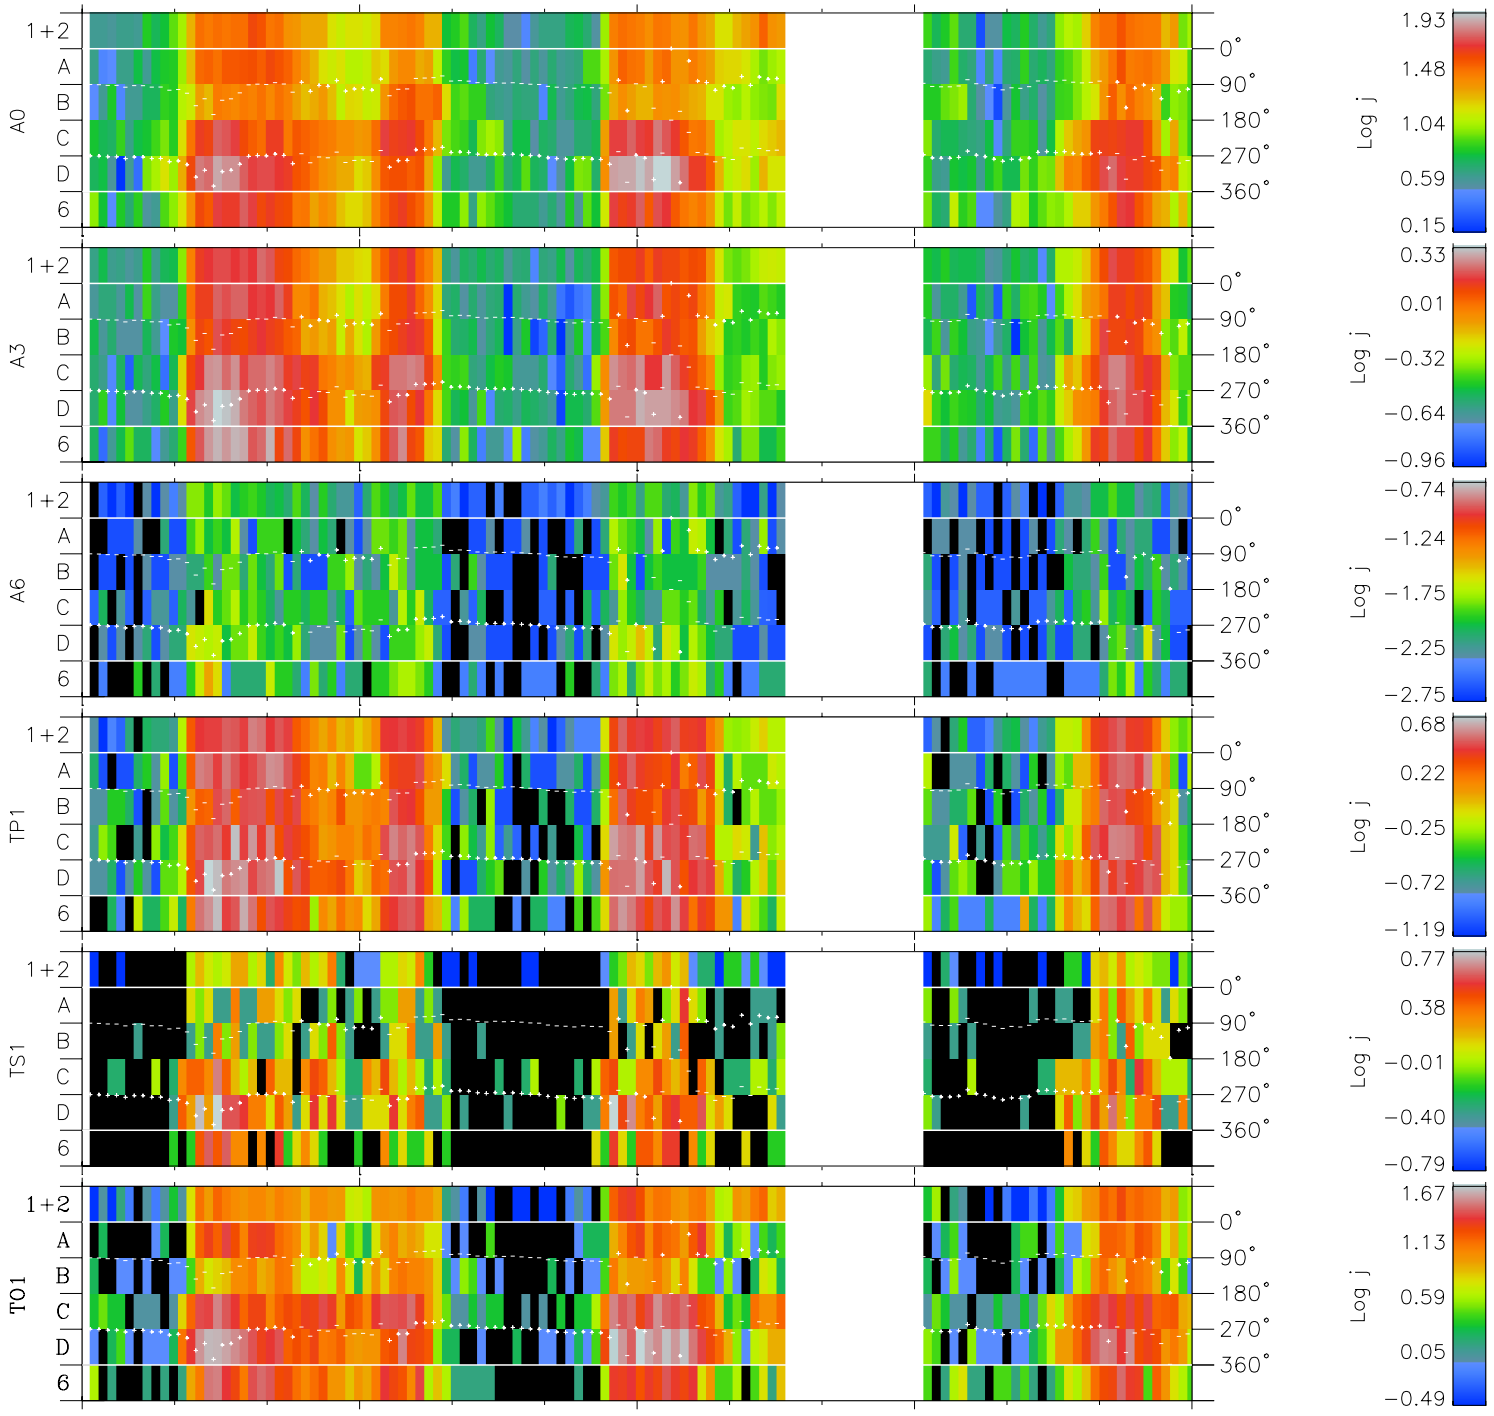 A0
1+2
A
B
C
D
6
0°
90°
180°
270°
360°
Log j
1.93
1.48
1.04
0.59
0.15
A3
1+2
A
B
C
D
6
0°
90°
180°
270°
360°
Log j
0.33
0.01
−0.32
−0.64
−0.96
A6
1+2
A
B
C
D
6
0°
90°
180°
270°
360°
Log j
−0.74
−1.24
−1.75
−2.25
−2.75
TP1
1+2
A
B
C
D
6
0°
90°
180°
270°
360°
Log j
0.68
0.22
−0.25
−0.72
−1.19
TS1
1+2
A
B
C
D
6
0°
90°
180°
270°
360°
Log j
0.77
0.38
−0.01
−0.40
−0.79
TO1
1+2
A
B
C
D
6
0°
90°
180°
270°
360°
Log j
1.67
1.13
0.59
0.05
−0.49